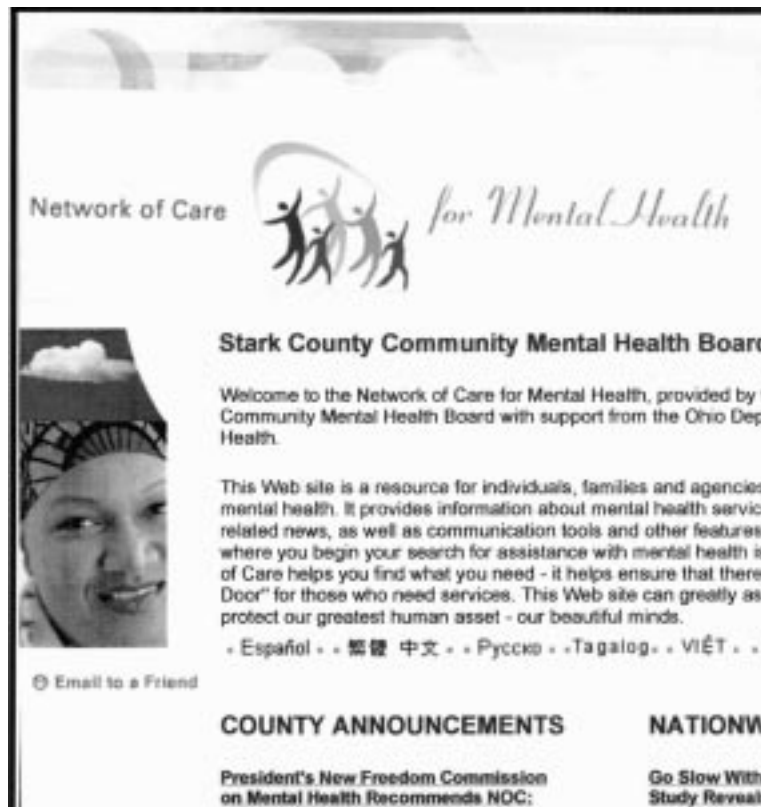 Network of Care
for Mental Health
Stark County Community Mental Health Board
Welcome to the Network of Care for Mental Health, provided by
Community Mental Health Board with support from the Ohio Dep
Health.
This Web site is a resource for individuals, families and agencies
mental health. It provides information about mental health servic
related news, as well as communication tools and other features
where you begin your search for assistance with mental health is
of Care helps you find what you need - it helps ensure that there
Door" for those who need services. This Web site can greatly as
protect our greatest human asset - our beautiful minds.
Español 繁體 中文 Русско Tagalog VIÊT
Email to a Friend
COUNTY ANNOUNCEMENTS
NATIONW
President's New Freedom Commission
on Mental Health Recommends NOC:
Go Slow With
Study Reveal